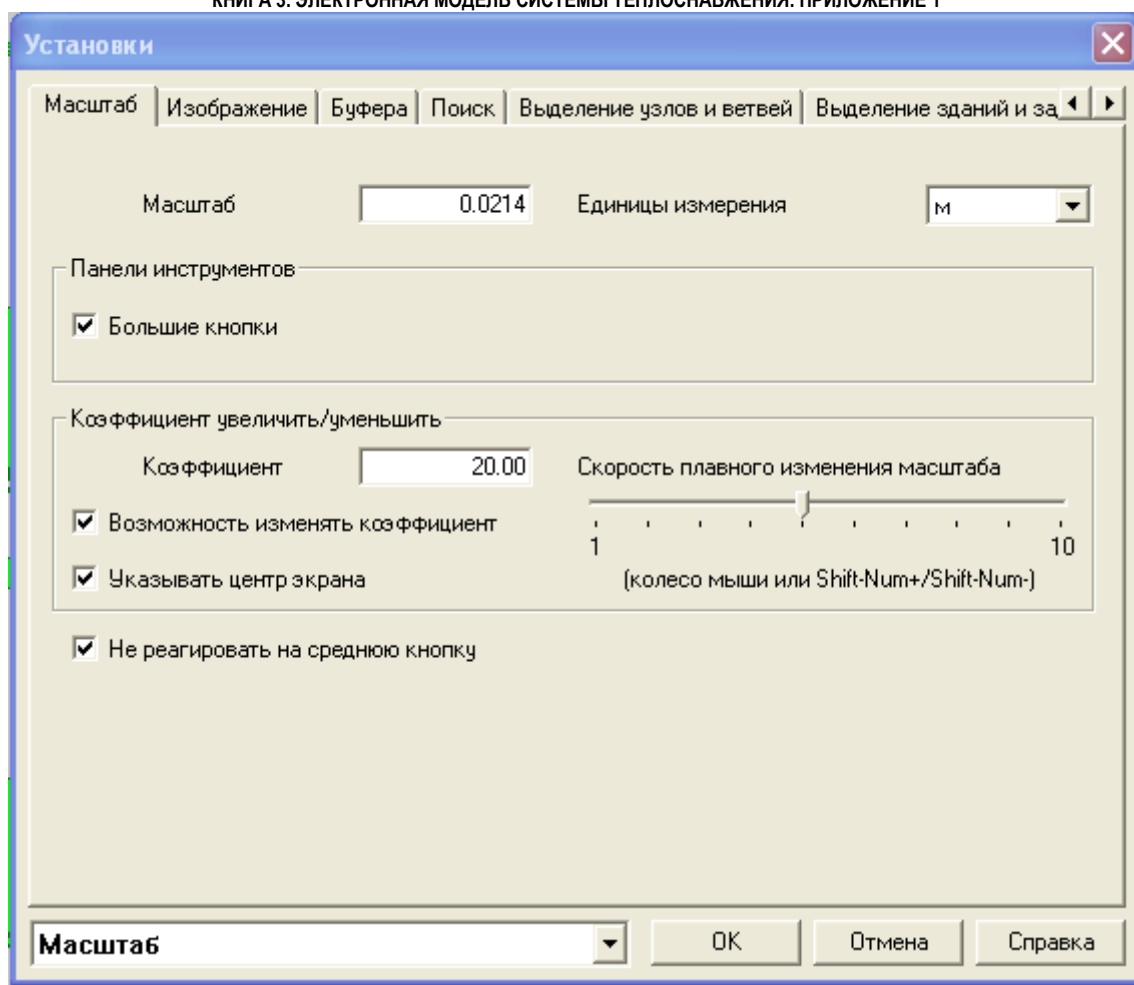 КНИГА 3. ЭЛЕКТРОННАЯ МОДЕЛЬ СИСТЕМЫ ТЕПЛОСНАБЖЕНИЯ. ПРИЛОЖЕНИЕ 1
Установки
Масштаб Изображение Буфера Поиск Выделение узлов и ветвей Выделение зданий и за
Масштаб 0.0214 Единицы измерения м
Панели инструментов
Большие кнопки
Коэффициент увеличить/уменьшить
Коэффициент 20.00 Скорость плавного изменения масштаба
Возможность изменять коэффициент
1 10
Указывать центр экрана (колесо мыши или Shift-Num+/Shift-Num-)
Не реагировать на среднюю кнопку
Масштаб OK Отмена Справка